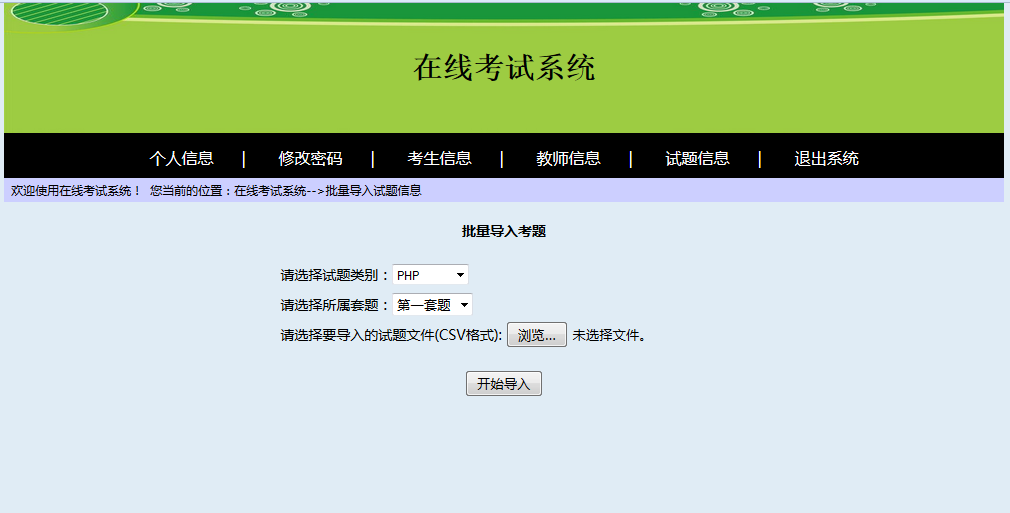 在线考试系统
个人信息 | 修改密码 | 考生信息 | 教师信息 | 试题信息 | 退出系统
欢迎使用在线考试系统！ 您当前的位置：在线考试系统-->批量导入试题信息
批量导入考题
请选择试题类别： PHP
请选择所属套题： 第一套题
请选择要导入的试题文件(CSV格式): 浏览... 未选择文件。
开始导入